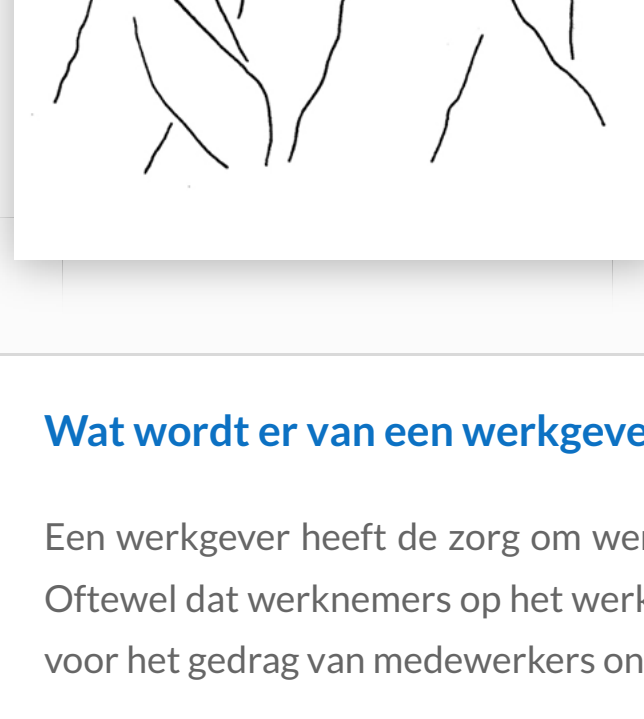 Wat wordt er van een werkgeve
Een werkgever heeft de zorg om wer
Oftewel dat werknemers op het werk
voor het gedrag van medewerkers on